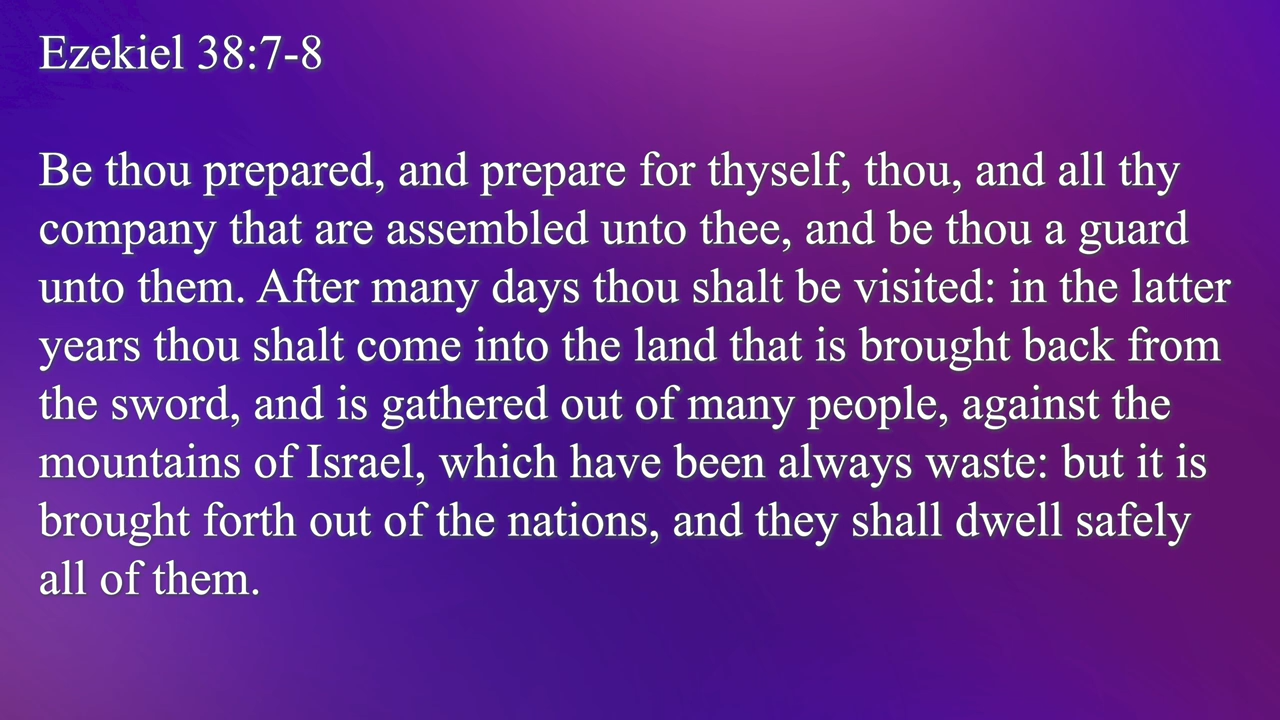 Ezekiel 38:7-8
Be thou prepared, and prepare for thyself, thou, and all thy
company that are assembled unto thee, and be thou a guard
unto them. After many days thou shalt be visited: in the latter
years thou shalt come into the land that is brought back from
the sword, and is gathered out of many people, against the
mountains of Israel, which have been always waste: but it is
brought forth out of the nations, and they shall dwell safely
all of them.